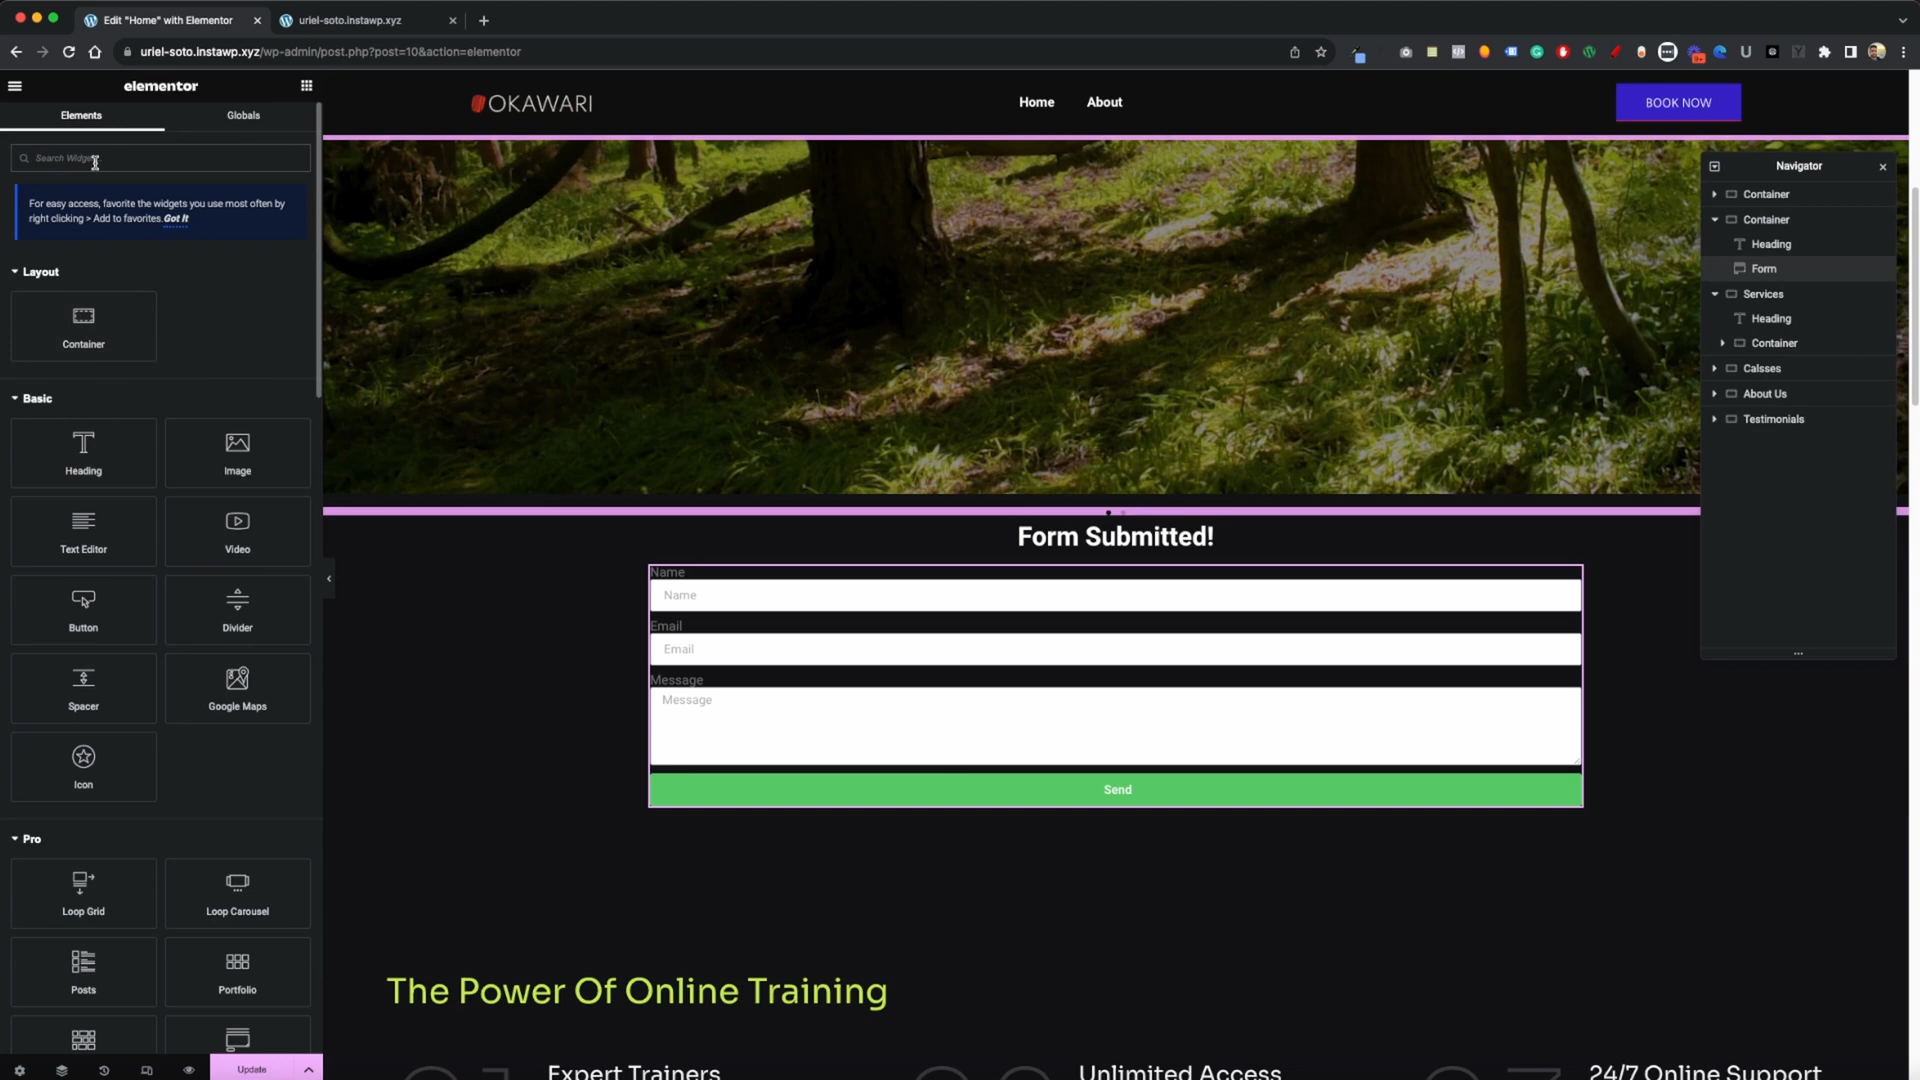 Edit "Home" with Elementor
uriel-soto.instawp.xyz
uriel-soto.instawp.xyz/wp-admin/post.php?post=10&action=elementor
elementor
Elements
Globals
Search Widg
For easy access, favorite the widgets you use most often by
right clicking > Add to favorites. Got It
Layout
Container
Basic
Heading
Image
Text Editor
Video
Button
Divider
Spacer
Google Maps
Icon
Pro
Loop Grid
Loop Carousel
Posts
Portfolio
Update
OKAWARI
Home
About
BOOK NOW
Form Submitted!
Name
Name
Email
Email
Message
Message
Send
The Power Of Online Training
01
Expert Trainers
Unlimited Access
24/7 Online Support
Navigator
Container
Container
Heading
Form
Services
Heading
Container
Calsses
About Us
Testimonials